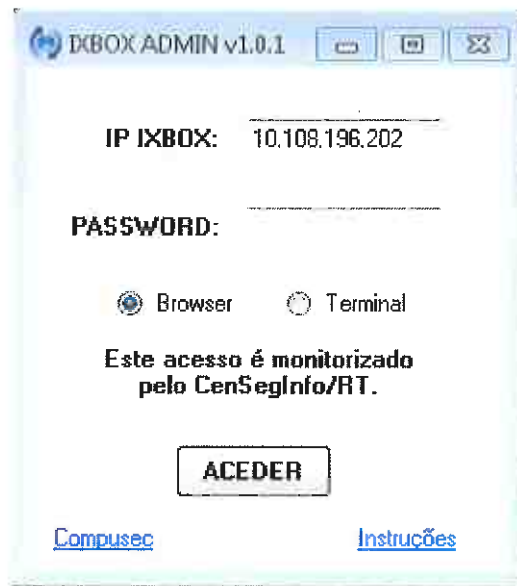 IXBOX ADMIN v1.0.1
IP IXBOX: 10.108.196.202
PASSWORD:
Browser Terminal
Este acesso é monitorizado
pelo CenSegInfo/RT.
ACEDER
Compusec Instruções